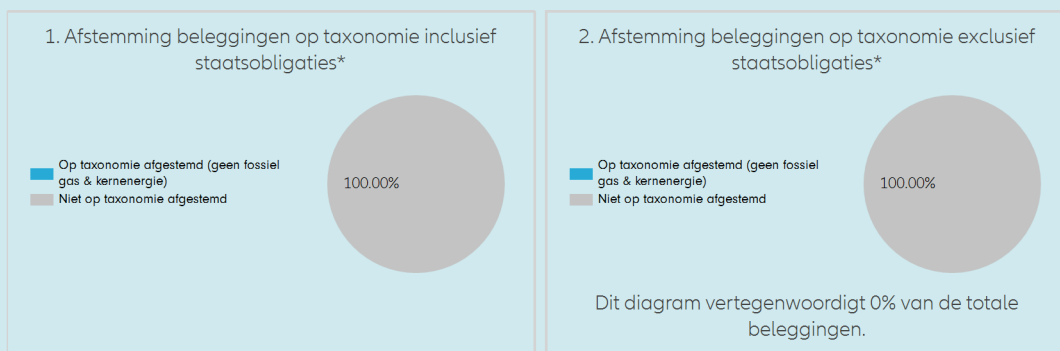 1. Afstemming beleggingen op taxonomie inclusief
staatsobligaties*
Op taxonomie afgestemd (geen fossiel
gas & kernenergie)
Niet op taxonomie afgestemd
100.00%
2. Afstemming beleggingen op taxonomie exclusief
staatsobligaties*
Op taxonomie afgestemd (geen fossiel
gas & kernenergie)
Niet op taxonomie afgestemd
100.00%
Dit diagram vertegenwoordigt 0% van de totale
beleggingen.